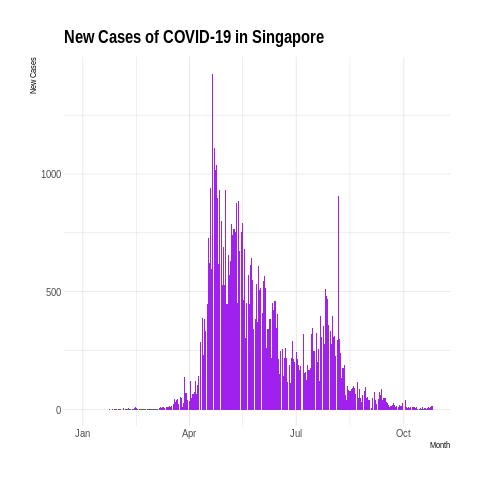 New Cases of COVID-19 in Singapore
New Cases
1000
500
0
Jan Apr Jul Oct
Month